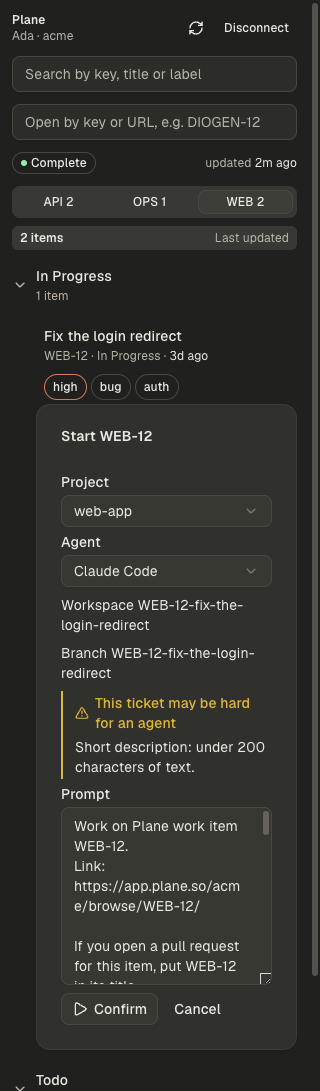 Plane
Ada · acme
Disconnect
Search by key, title or label
Open by key or URL, e.g. DIOGEN-12
Complete
updated 2m ago
API 2
OPS 1
WEB 2
2 items
Last updated
In Progress
1 item
Fix the login redirect
WEB-12 · In Progress · 3d ago
high
bug
auth
Start WEB-12
Project
web-app
Agent
Claude Code
Workspace WEB-12-fix-the-
login-redirect
Branch WEB-12-fix-the-login-
redirect
This ticket may be hard
for an agent
Short description: under 200
characters of text.
Prompt
Work on Plane work item
WEB-12.
Link:
https://app.plane.so/acm
e/browse/WEB-12/
If you open a pull request
for this item, put WEB-12
in its title
Confirm
Cancel
Todo